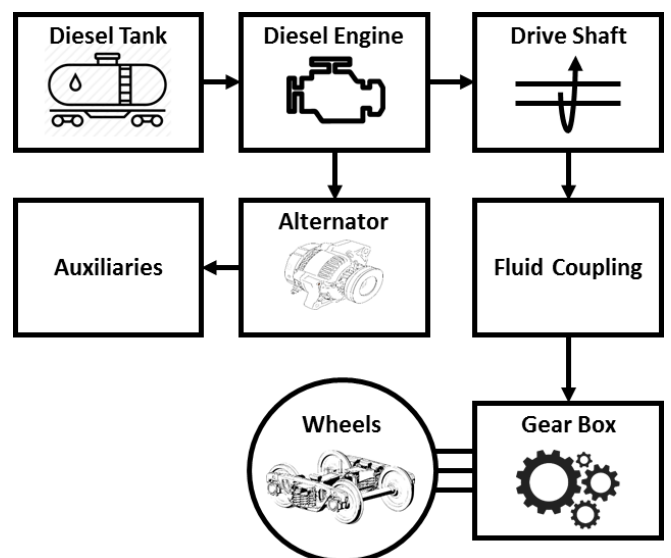 Diesel Tank
Diesel Engine
Drive Shaft
Auxiliaries
Alternator
Fluid Coupling
Wheels
Gear Box